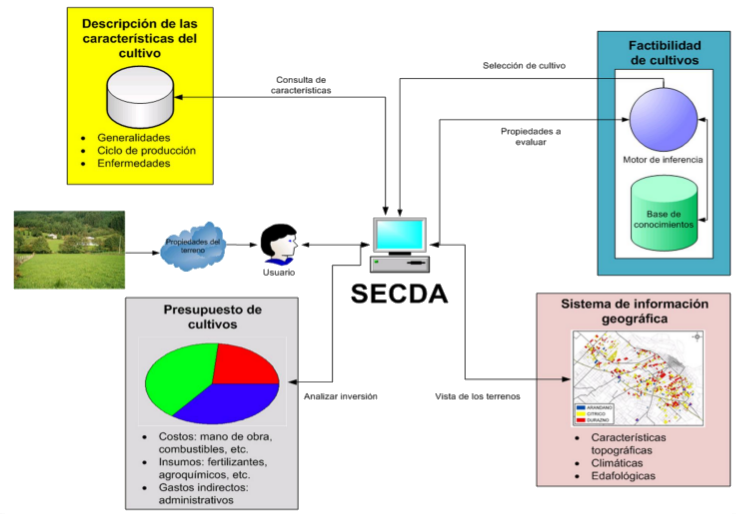 Descripción de las
características del
cultivo
• Generalidades
• Ciclo de producción
• Enfermedades
Consulta de
características
Selección de cultivo
Propiedades a
evaluar
Factibilidad
de cultivos
Motor de inferencia
Base de
conocimientos
Propiedades del
terreno
Usuario
SECDA
Presupuesto de
cultivos
• Costos: mano de obra,
combustibles, etc.
• Insumos: fertilizantes,
agroquímicos, etc.
• Gastos indirectos:
administrativos
Analizar inversión
Vista de los terrenos
Sistema de información
geográfica
ARANDANO
CITRICO
DURAZNO
• Características
topográficas
• Climáticas
• Edafológicas